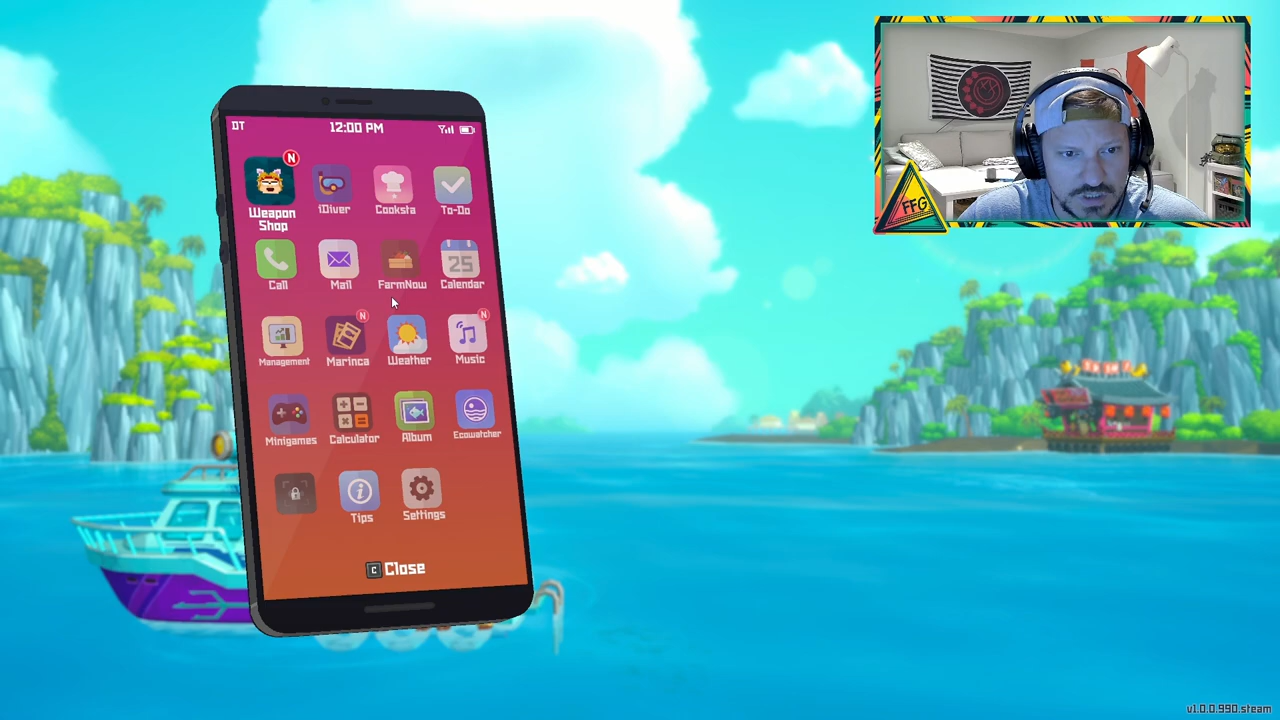 DT
12:00 PM
N
Weapon
Shop
iDiver
Cooksta
To-Do
Call
Mail
FarmNow
25
Calendar
Management
N
Marinca
Weather
N
Music
Minigames
Calculator
Album
Ecowatcher
Tips
Settings
C Close
FFG
v1.0.0.990.steam